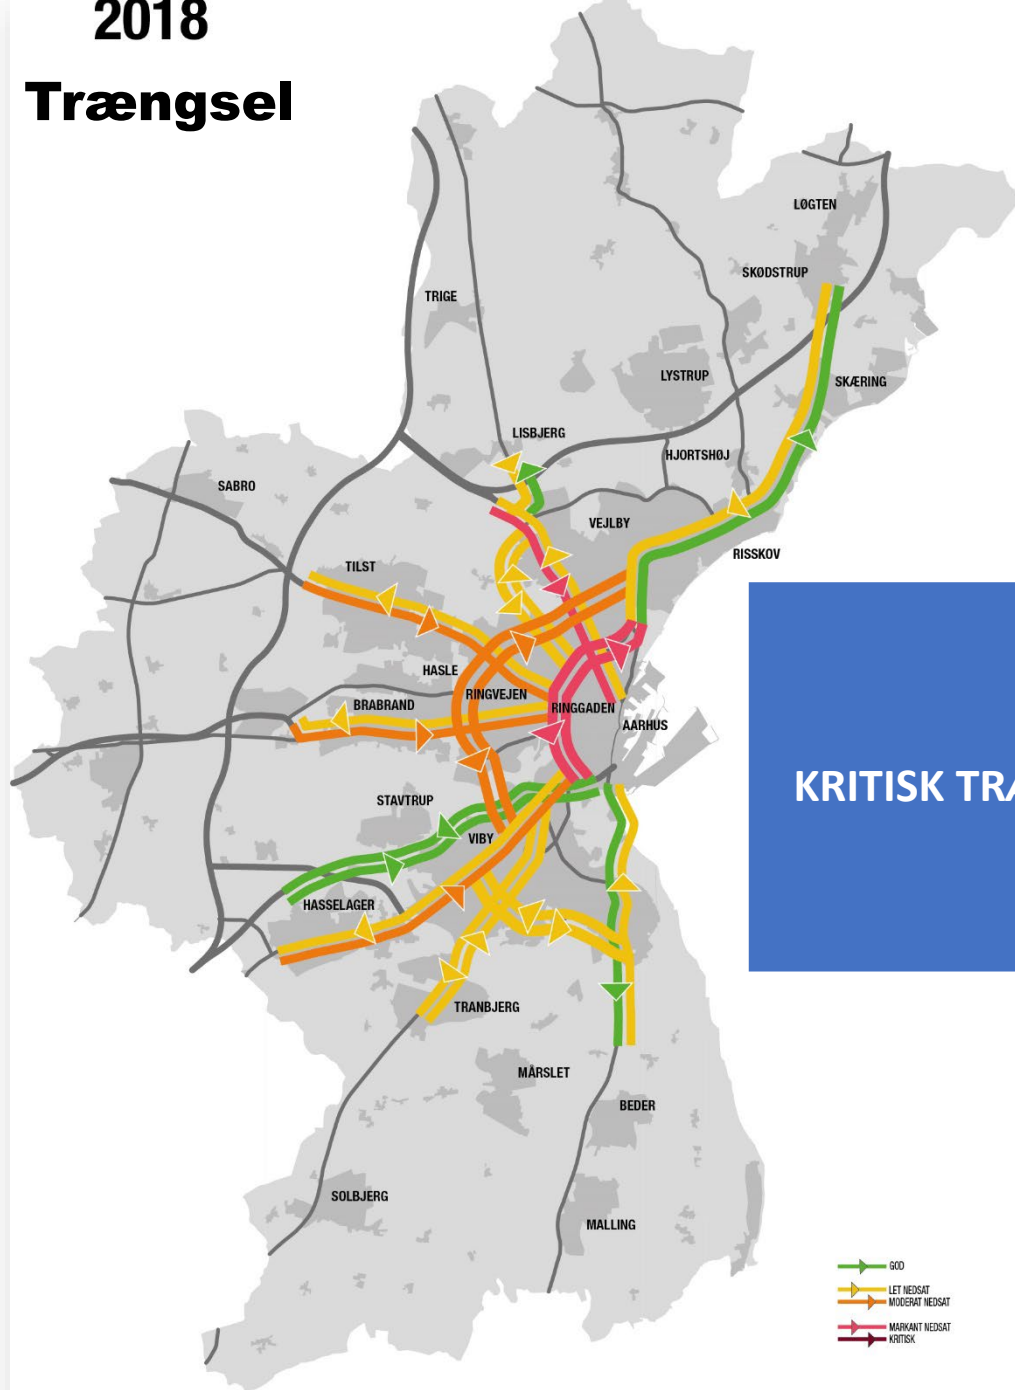 2018
Trængsel
LØGTEN
SKØDSTRUP
TRIGE
LYSTRUP
SKÆRING
LISBJERG
HJORTSHØJ
SABRO
VEJLBY
RISSKOV
TILST
HASLE
RINGVEJEN
BRABRAND
RINGGADEN
AARHUS
KRITISK
STAVTRUP
VIBY
HASSELAGER
TRANBJERG
MÅRSLET
BEDER
SOLBJERG
MALLING
GOD
LET NEDSAT
MODERAT NEDSAT
MARKANT NEDSAT
KRITISK